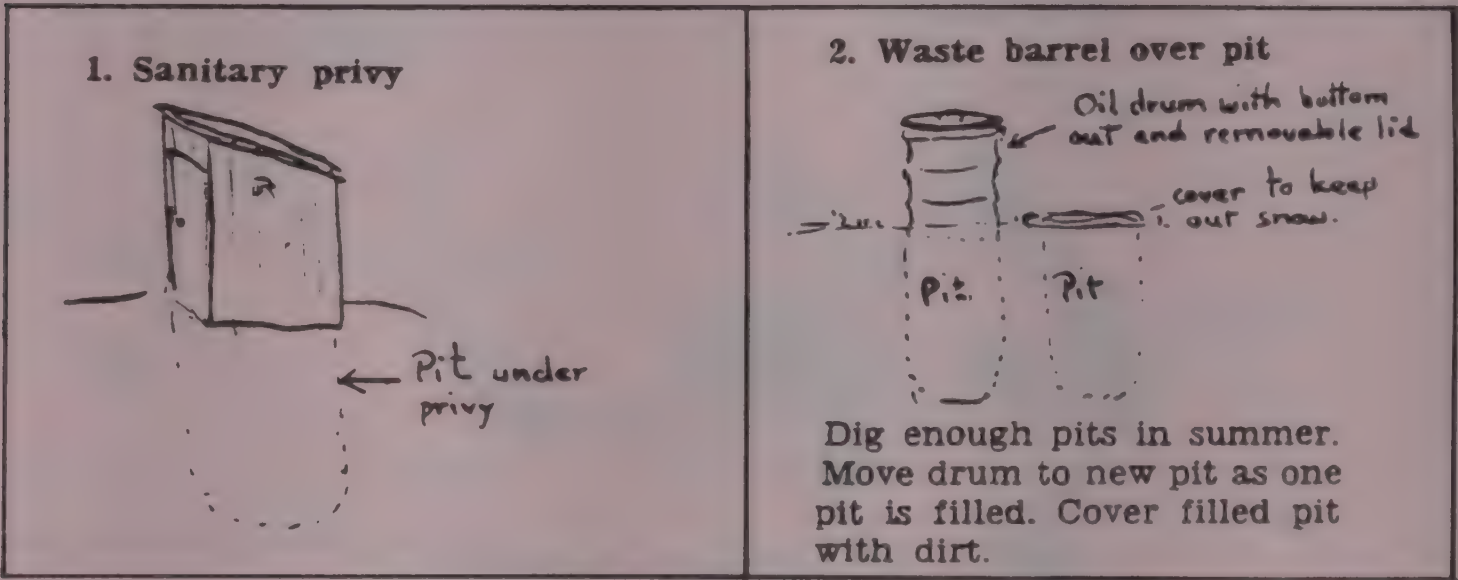 1. Sanitary privy
Pit under
privy
2. Waste barrel over pit
Oil drum with bottom
out and removable lid
cover to keep
out snow.
Pit
Pit
Dig enough pits in summer.
Move drum to new pit as one
pit is filled. Cover filled pit
with dirt.